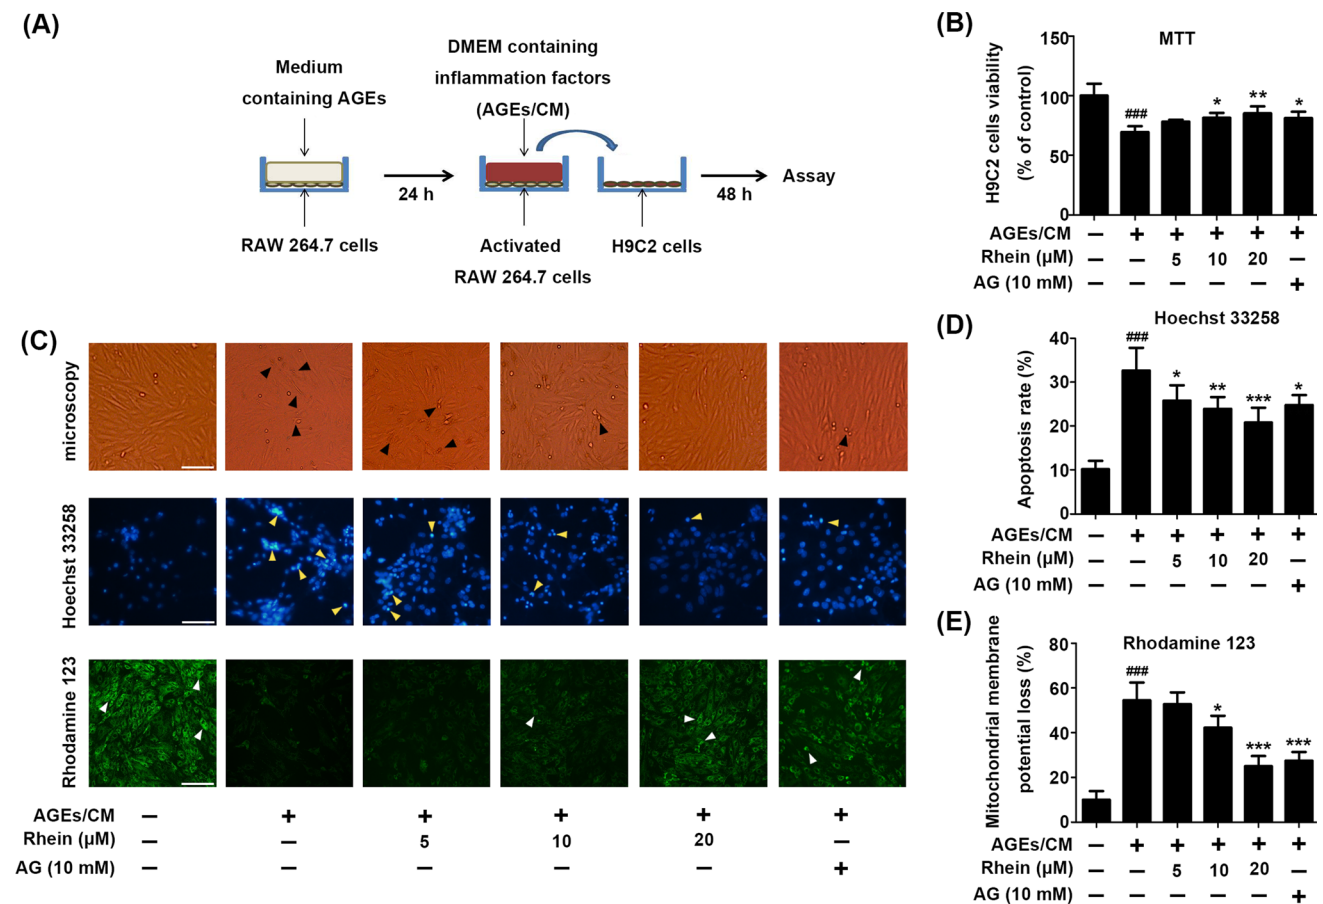 (A)
Medium
containing AGEs
DMEM containing
inflammation factors
(AGEs/CM)
24 h
48 h
Assay
RAW 264.7 cells
Activated
RAW 264.7 cells
H9C2 cells
(B)
MTT
H9C2 cells viability
(% of control)
150
100
50
0
###
*
**
*
AGEs/CM – + + + + +
Rhein (µM) – – 5 10 20 –
AG (10 mM) – – – – – +
(C)
microscopy
Hoechst 33258
Rhodamine 123
AGEs/CM – + + + + +
Rhein (µM) – – 5 10 20 –
AG (10 mM) – – – – – +
(D)
Hoechst 33258
Apoptosis rate (%)
40
30
20
10
0
###
*
**
***
*
AGEs/CM – + + + + +
Rhein (µM) – – 5 10 20 –
AG (10 mM) – – – – – +
(E)
Rhodamine 123
Mitochondrial membrane
potential loss (%)
80
60
40
20
0
###
*
***
***
AGEs/CM – + + + + +
Rhein (µM) – – 5 10 20 –
AG (10 mM) – – – – – +